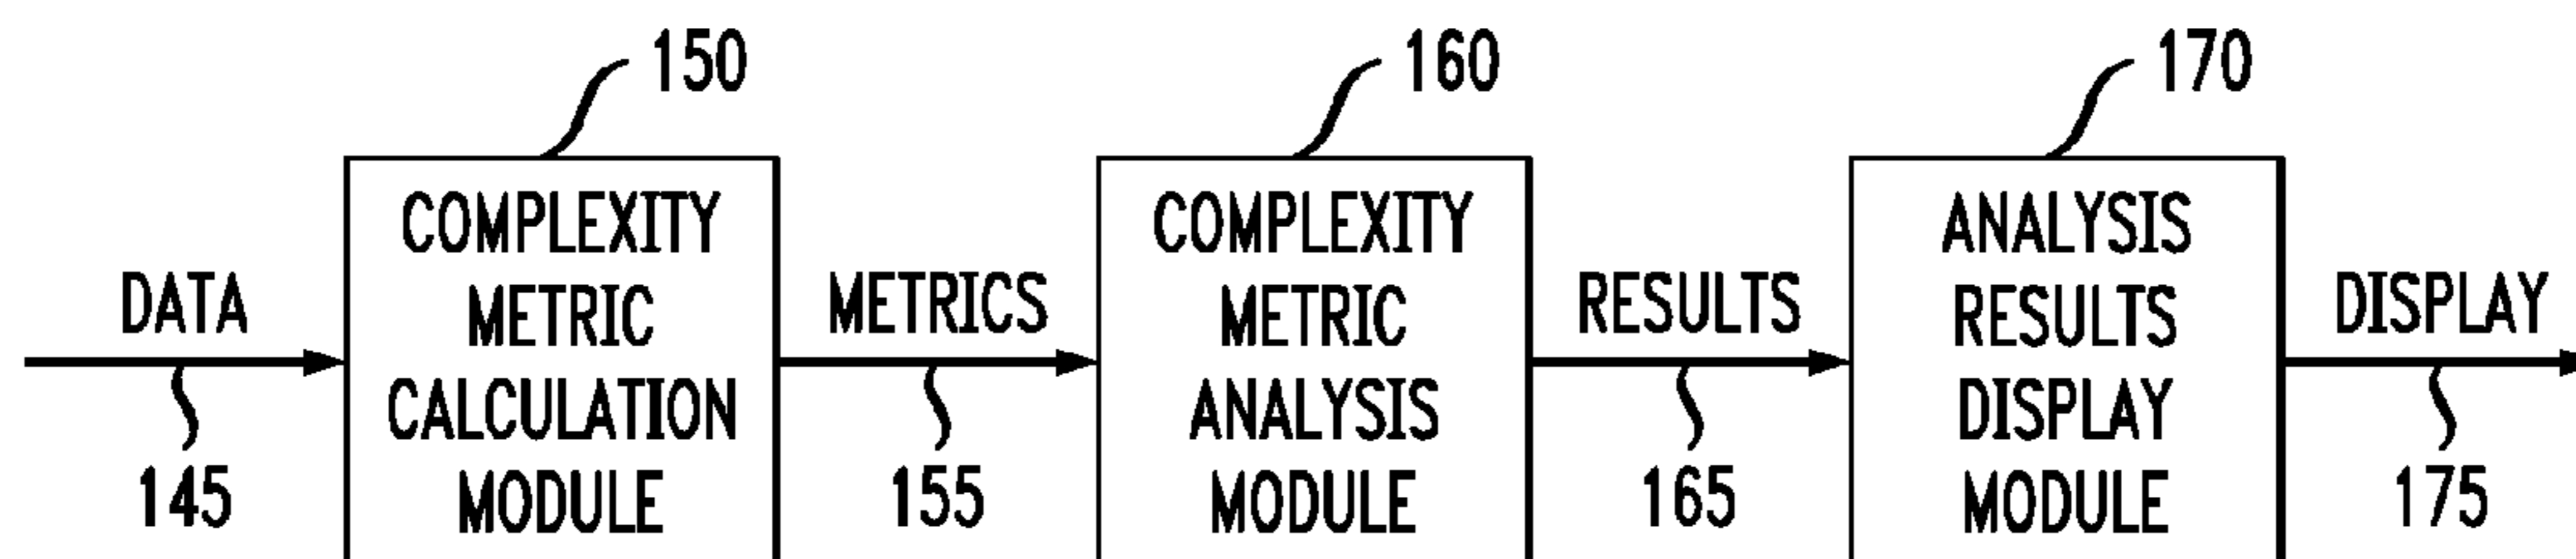 150
160
170
DATA
COMPLEXITY
METRIC
CALCULATION
MODULE
METRICS
COMPLEXITY
METRIC
ANALYSIS
MODULE
RESULTS
ANALYSIS
RESULTS
DISPLAY
MODULE
DISPLAY
145
155
165
175